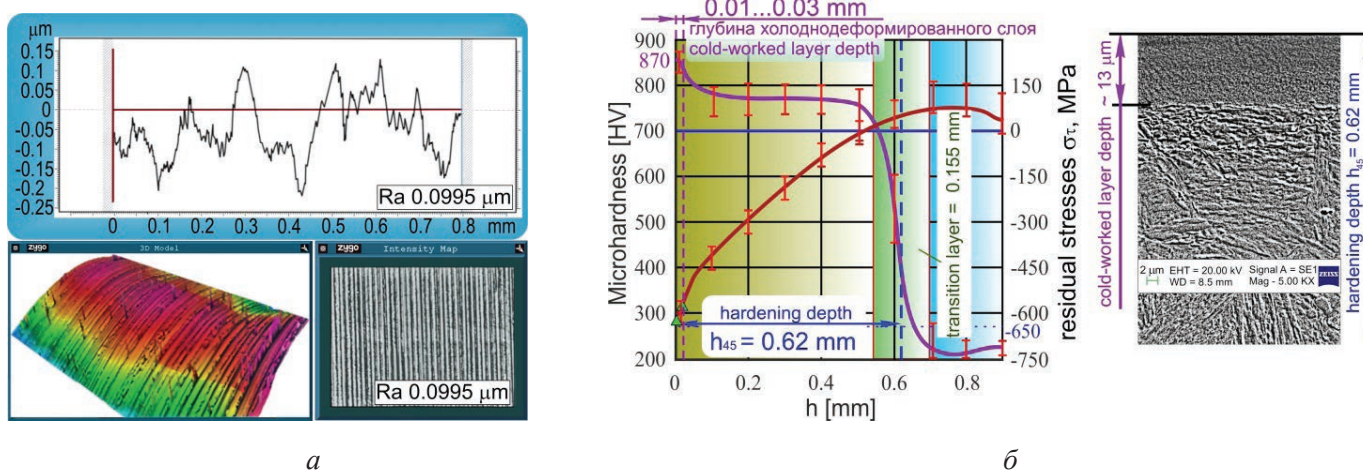 μm
0.15
0.1
0.05
0
-0.05
-0.1
-0.15
-0.2
-0.25
Ra 0.0995 μm
0 0.1 0.2 0.3 0.4 0.5 0.6 0.7 0.8 mm
zygo 3D Model
zygo Intensity Map
Ra 0.0995 μm
а
0.01...0.03 mm
глубина холоднодеформированного слоя
cold-worked layer depth
900
870
800
700
600
500
400
300
200
Microhardness [HV]
150
0
-150
-300
-450
-600
-650
-750
residual stresses στ, MPa
transition layer = 0.155 mm
hardening depth
h45 = 0.62 mm
0 0.2 0.4 0.6 0.8
h [mm]
cold-worked layer depth ~ 13 μm
2 μm EHT = 20.00 kV Signal A = SE1 ZEISS
WD = 8.5 mm Mag - 5.00 KX
hardening depth h45 = 0.62 mm
б